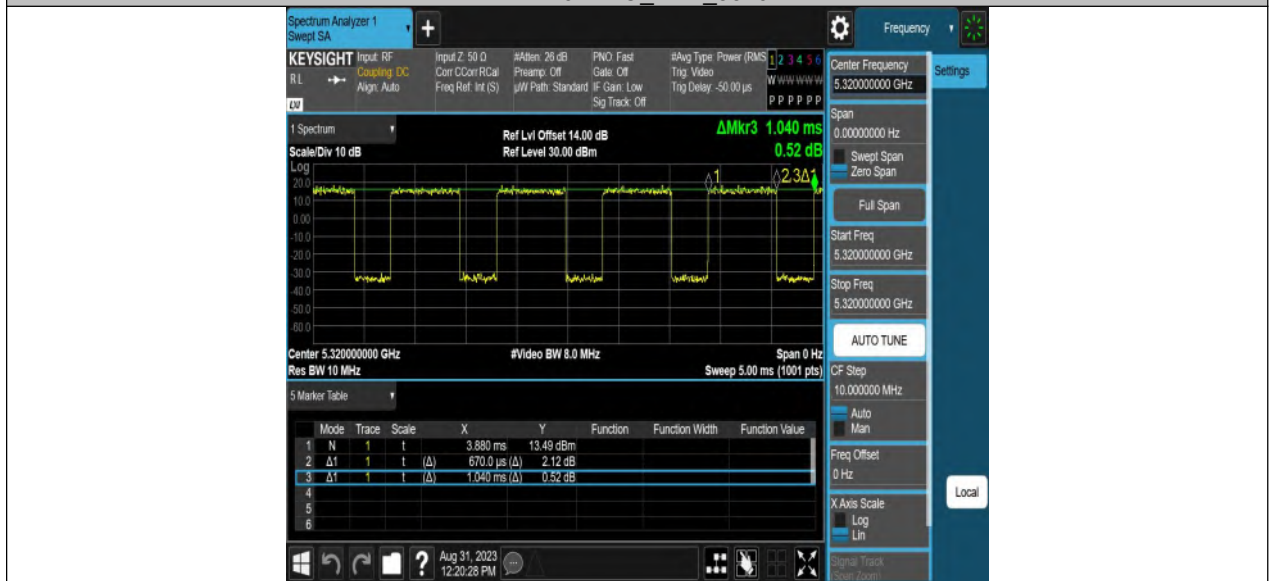 Spectrum Analyzer 1
Swept SA
+
Frequency
KEYSIGHT
RL
LXI
Input: RF
Coupling: DC
Align: Auto
Input Z: 50 Ω
Corr CCorr RCal
Freq Ref: Int (S)
#Atten: 26 dB
Preamp: Off
µW Path: Standard
PNO: Fast
Gate: Off
IF Gain: Low
Sig Track: Off
#Avg Type: Power (RMS
Trig: Video
Trig Delay: -50.00 µs
1 2 3 4 5 6
W W W W W W
P P P P P P
Center Frequency
5.320000000 GHz
Settings
1 Spectrum
Scale/Div 10 dB
Ref Lvl Offset 14.00 dB
Ref Level 30.00 dBm
ΔMkr3 1.040 ms
0.52 dB
Log
20.0
10.0
0.00
-10.0
-20.0
-30.0
-40.0
-50.0
-60.0
1
2,3Δ1
Center 5.320000000 GHz
#Video BW 8.0 MHz
Span 0 Hz
Res BW 10 MHz
Sweep 5.00 ms (1001 pts)
Span
0.00000000 Hz
Swept Span
Zero Span
Full Span
Start Freq
5.320000000 GHz
Stop Freq
5.320000000 GHz
AUTO TUNE
CF Step
10.000000 MHz
Auto
Man
Freq Offset
0 Hz
X Axis Scale
Log
Lin
Signal Track
(Span Zoom)
Local
5 Marker Table
Mode Trace Scale X Y Function Function Width Function Value
1 N 1 t 3.880 ms 13.49 dBm
2 Δ1 1 t (Δ) 670.0 µs (Δ) 2.12 dB
3 Δ1 1 t (Δ) 1.040 ms (Δ) 0.52 dB
4
5
6
?
Aug 31, 2023
12:20:28 PM